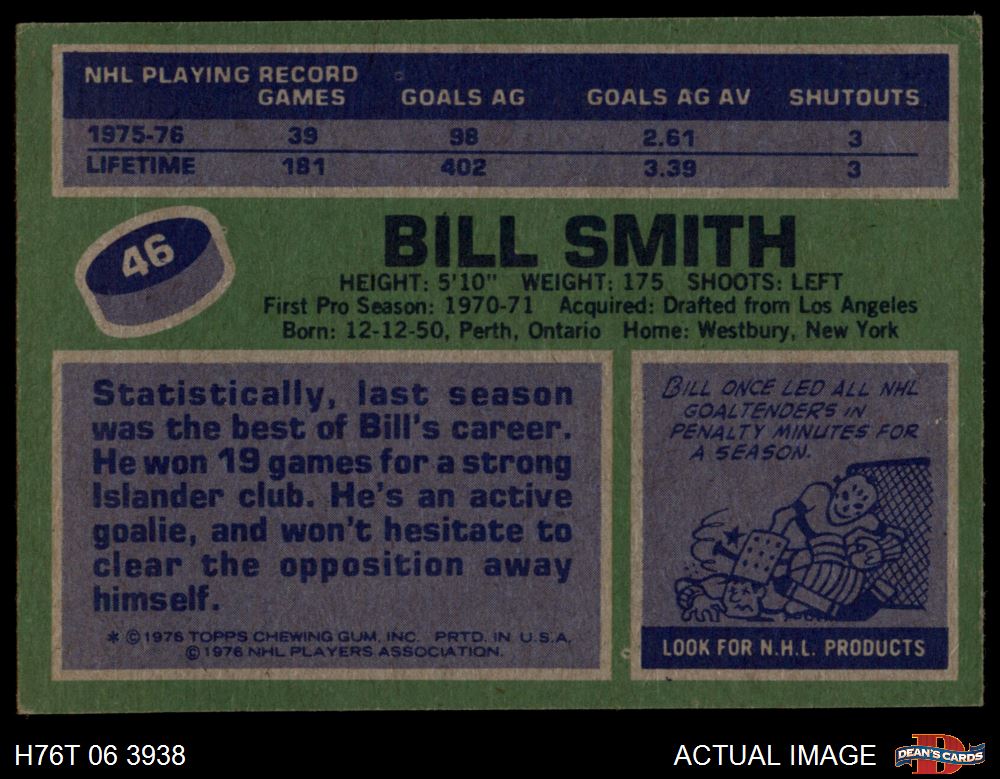 NHL PLAYING RECORD
GAMES GOALS AG GOALS AG AV SHUTOUTS
1975-76 39 98 2.61 3
LIFETIME 181 402 3.39 3
46
BILL SMITH
HEIGHT: 5'10" WEIGHT: 175 SHOOTS: LEFT
First Pro Season: 1970-71 Acquired: Drafted from Los Angeles
Born: 12-12-50, Perth, Ontario Home: Westbury, New York
Statistically, last season
was the best of Bill's career.
He won 19 games for a strong
Islander club. He's an active
goalie, and won't hesitate to
clear the opposition away
himself.
* © 1976 TOPPS CHEWING GUM, INC. PRTD. IN U.S.A.
© 1976 NHL PLAYERS ASSOCIATION.
BILL ONCE LED ALL NHL
GOALTENDERS IN
PENALTY MINUTES FOR
A SEASON.
LOOK FOR N.H.L. PRODUCTS
H76T 06 3938
ACTUAL IMAGE
DEAN'S CARDS